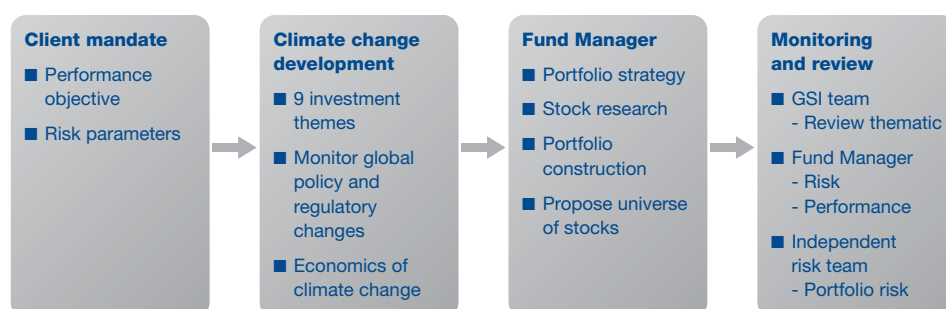 Client mandate
■ Performance
objective
■ Risk parameters
Climate change
development
■ 9 investment
themes
■ Monitor global
policy and
regulatory
changes
■ Economics of
climate change
Fund Manager
■ Portfolio strategy
■ Stock research
■ Portfolio
construction
■ Propose universe
of stocks
Monitoring
and review
■ GSI team
- Review thematic
■ Fund Manager
- Risk
- Performance
■ Independent
risk team
- Portfolio risk